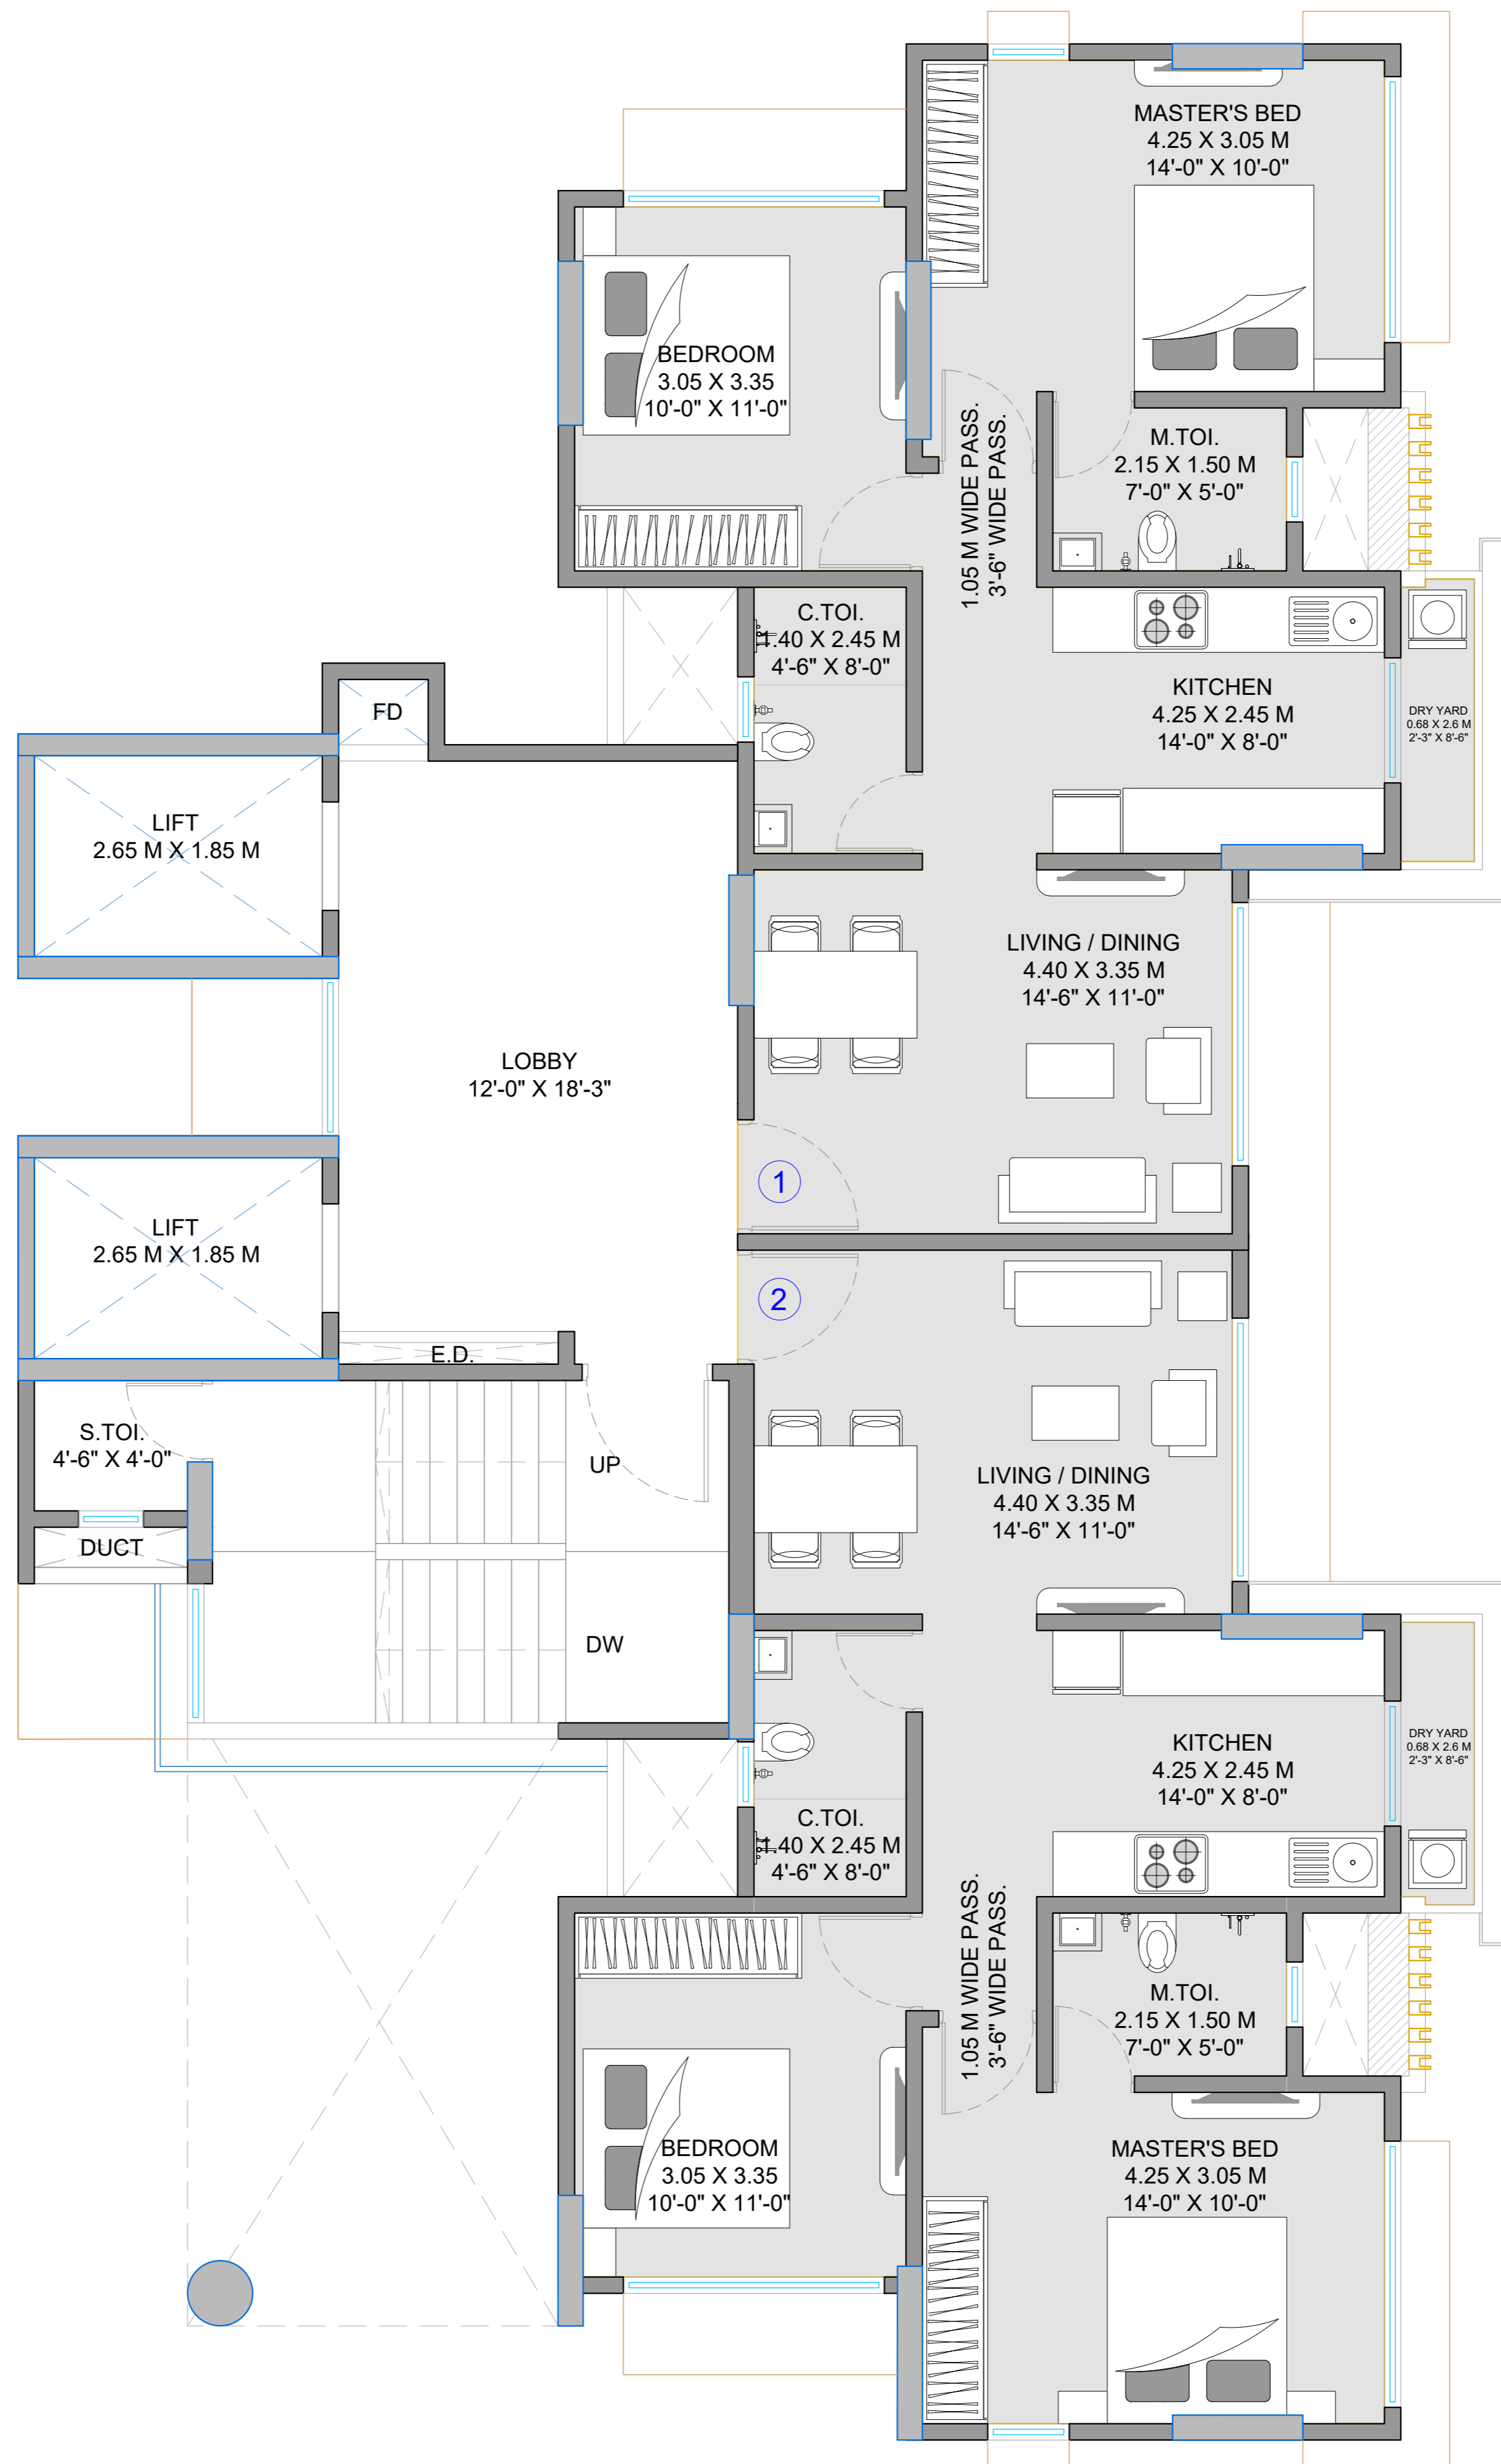 MASTER'S BED
4.25 X 3.05 M
14'-0" X 10'-0"
BEDROOM
3.05 X 3.35
10'-0" X 11'-0"
1.05 M WIDE PASS.
3'-6" WIDE PASS.
M.TOI.
2.15 X 1.50 M
7'-0" X 5'-0"
C.TOI.
1.40 X 2.45 M
4'-6" X 8'-0"
KITCHEN
4.25 X 2.45 M
14'-0" X 8'-0"
DRY YARD
0.68 X 2.6 M
2'-3" X 8'-6"
FD
LIFT
2.65 M X 1.85 M
LIVING / DINING
4.40 X 3.35 M
14'-6" X 11'-0"
LOBBY
12'-0" X 18'-3"
1
LIFT
2.65 M X 1.85 M
2
E.D.
S.TOI.
4'-6" X 4'-0"
UP
LIVING / DINING
4.40 X 3.35 M
14'-6" X 11'-0"
DUCT
DW
KITCHEN
4.25 X 2.45 M
14'-0" X 8'-0"
DRY YARD
0.68 X 2.6 M
2'-3" X 8'-6"
C.TOI.
1.40 X 2.45 M
4'-6" X 8'-0"
1.05 M WIDE PASS.
3'-6" WIDE PASS.
M.TOI.
2.15 X 1.50 M
7'-0" X 5'-0"
BEDROOM
3.05 X 3.35
10'-0" X 11'-0"
MASTER'S BED
4.25 X 3.05 M
14'-0" X 10'-0"